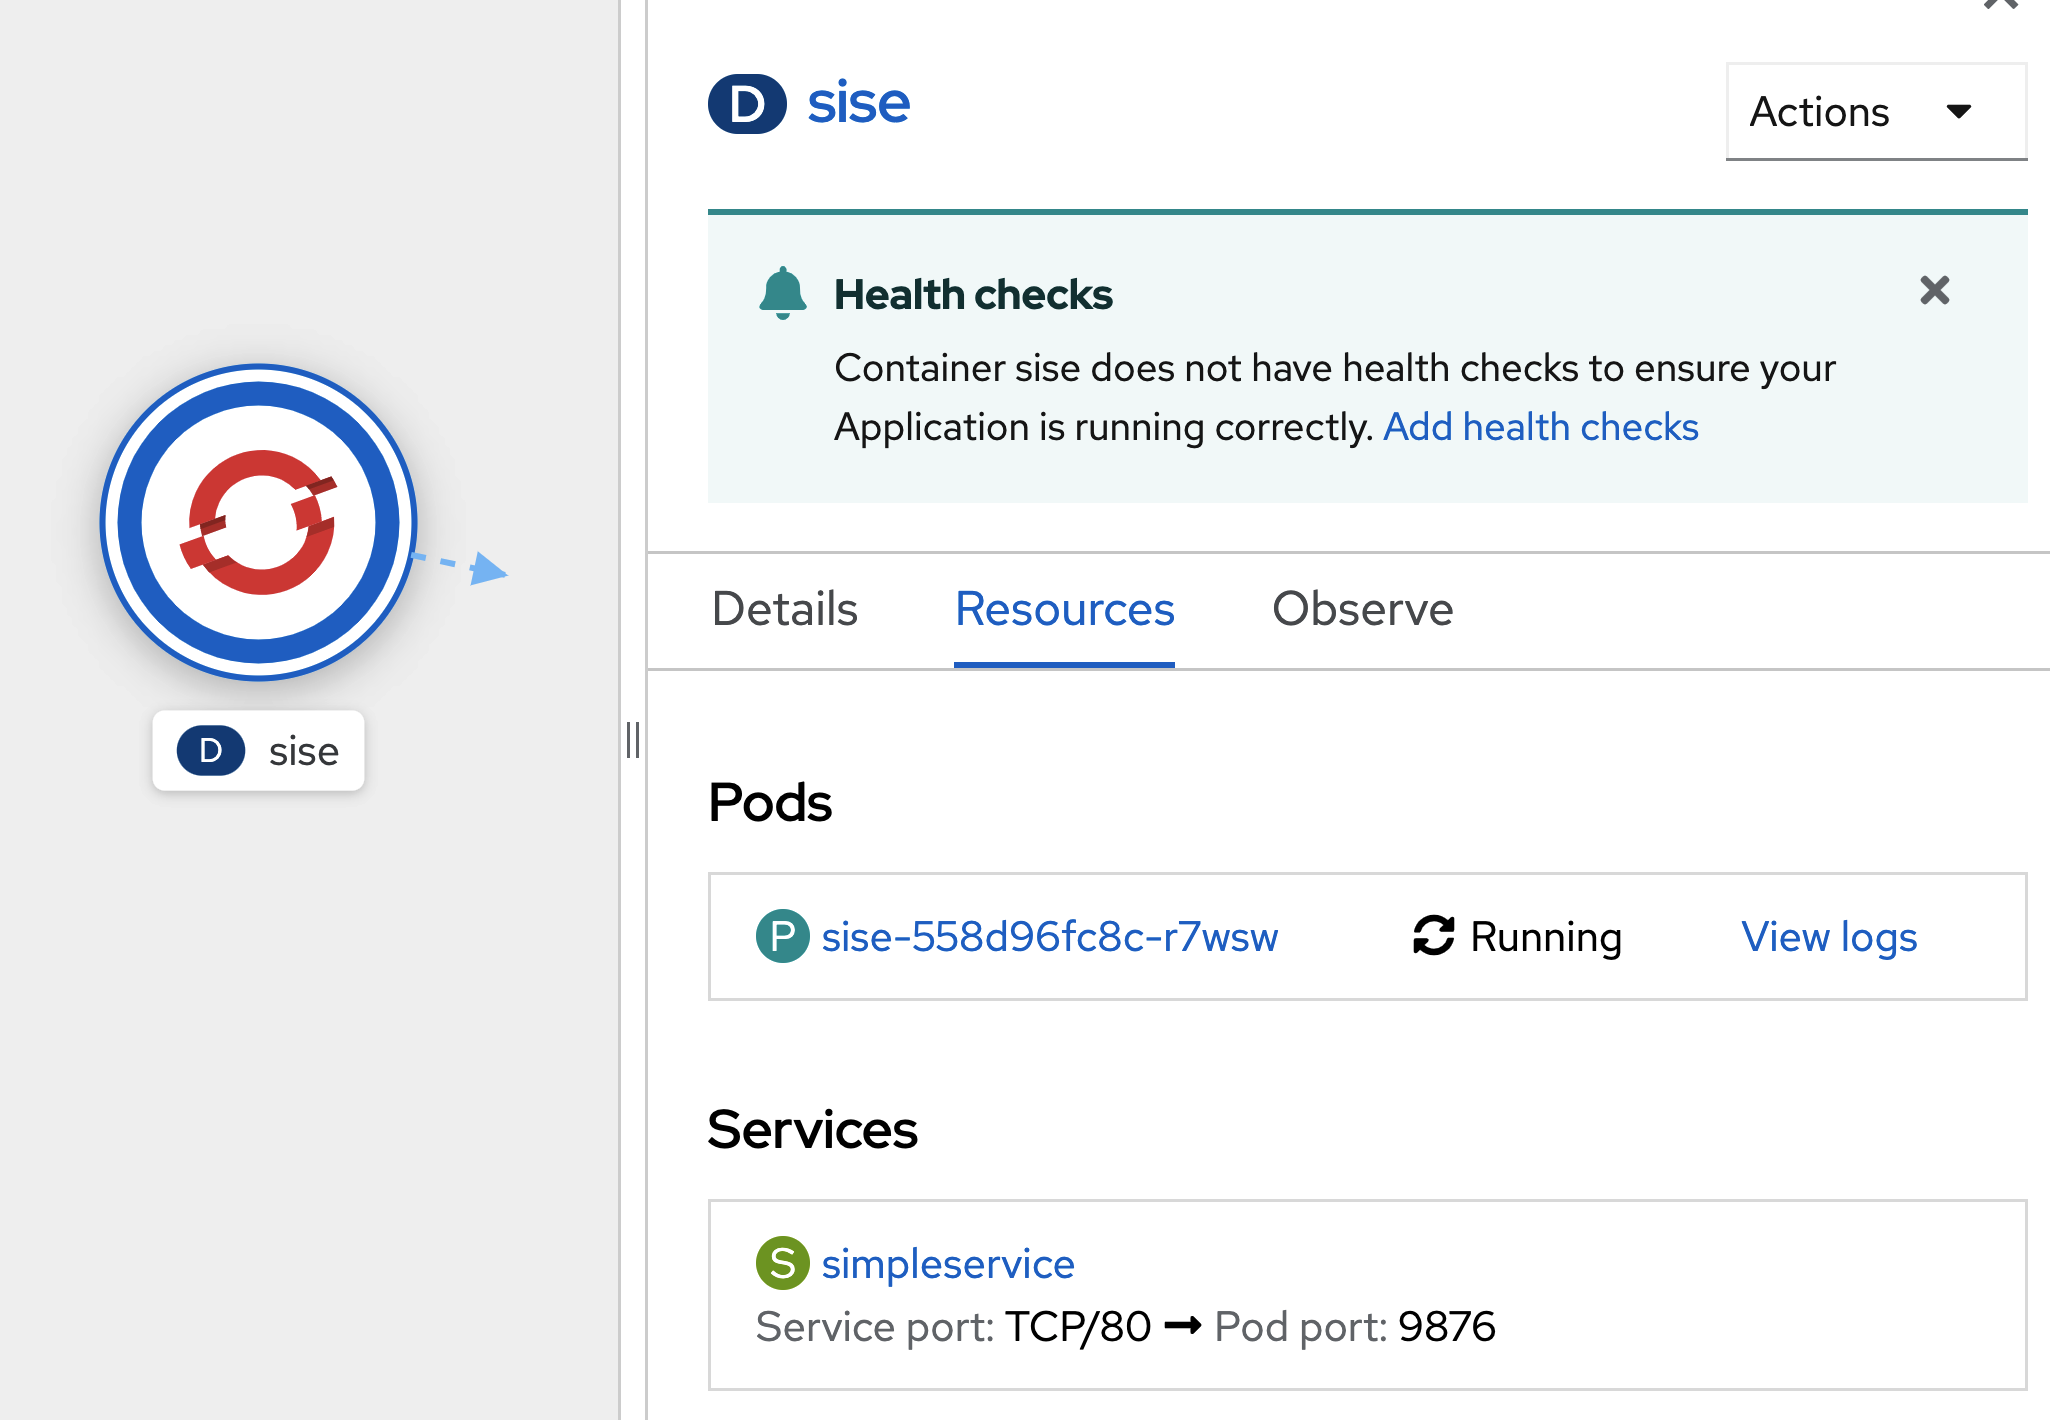 D sise
D sise
Actions
Health checks
Container sise does not have health checks to ensure your
Application is running correctly. Add health checks
Details Resources Observe
Pods
P sise-558d96fc8c-r7wsw Running View logs
Services
S simpleservice
Service port: TCP/80 → Pod port: 9876